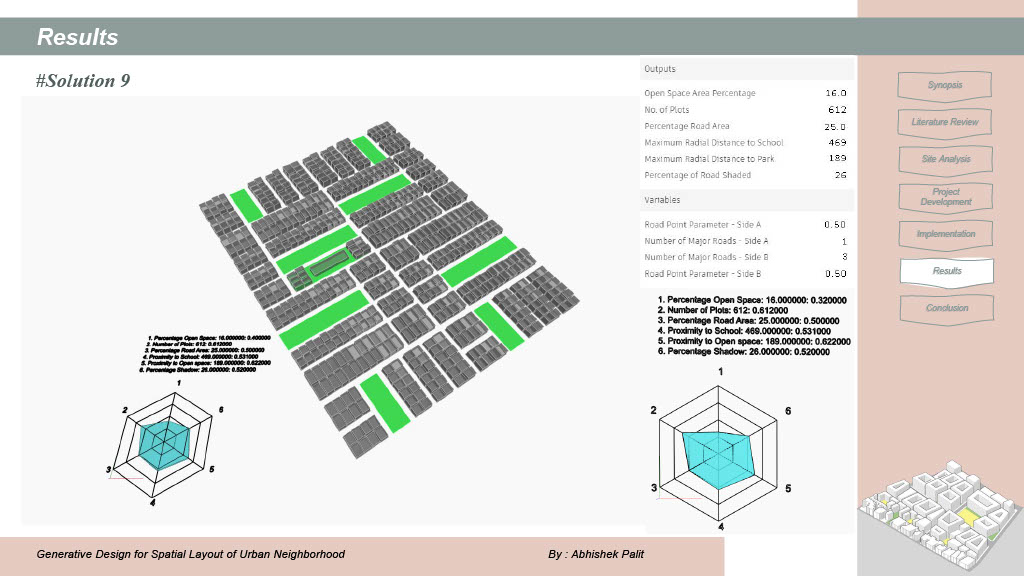 Results
#Solution 9
Outputs
Open Space Area Percentage 16.0
No. of Plots 612
Percentage Road Area 25.0
Maximum Radial Distance to School 469
Maximum Radial Distance to Park 189
Percentage of Road Shaded 26
Variables
Road Point Parameter - Side A 0.50
Number of Major Roads - Side A 1
Number of Major Roads - Side B 3
Road Point Parameter - Side B 0.50
1. Percentage Open Space: 16.000000: 0.320000
2. Number of Plots: 612: 0.612000
3. Percentage Road Area: 25.000000: 0.500000
4. Proximity to School: 469.000000: 0.531000
5. Proximity to Open space: 189.000000: 0.622000
6. Percentage Shadow: 26.000000: 0.520000
1
2
6
3
5
4
1. Percentage Open Space: 16.000000: 0.400000
2. Number of Plots: 612: 0.612000
3. Percentage Road Area: 25.000000: 0.500000
4. Proximity to School: 469.000000: 0.531000
5. Proximity to Open space: 189.000000: 0.622000
6. Percentage Shadow: 26.000000: 0.520000
1
2
6
3
5
4
Synopsis
Literature Review
Site Analysis
Project
Development
Implementation
Results
Conclusion
Generative Design for Spatial Layout of Urban Neighborhood
By : Abhishek Palit